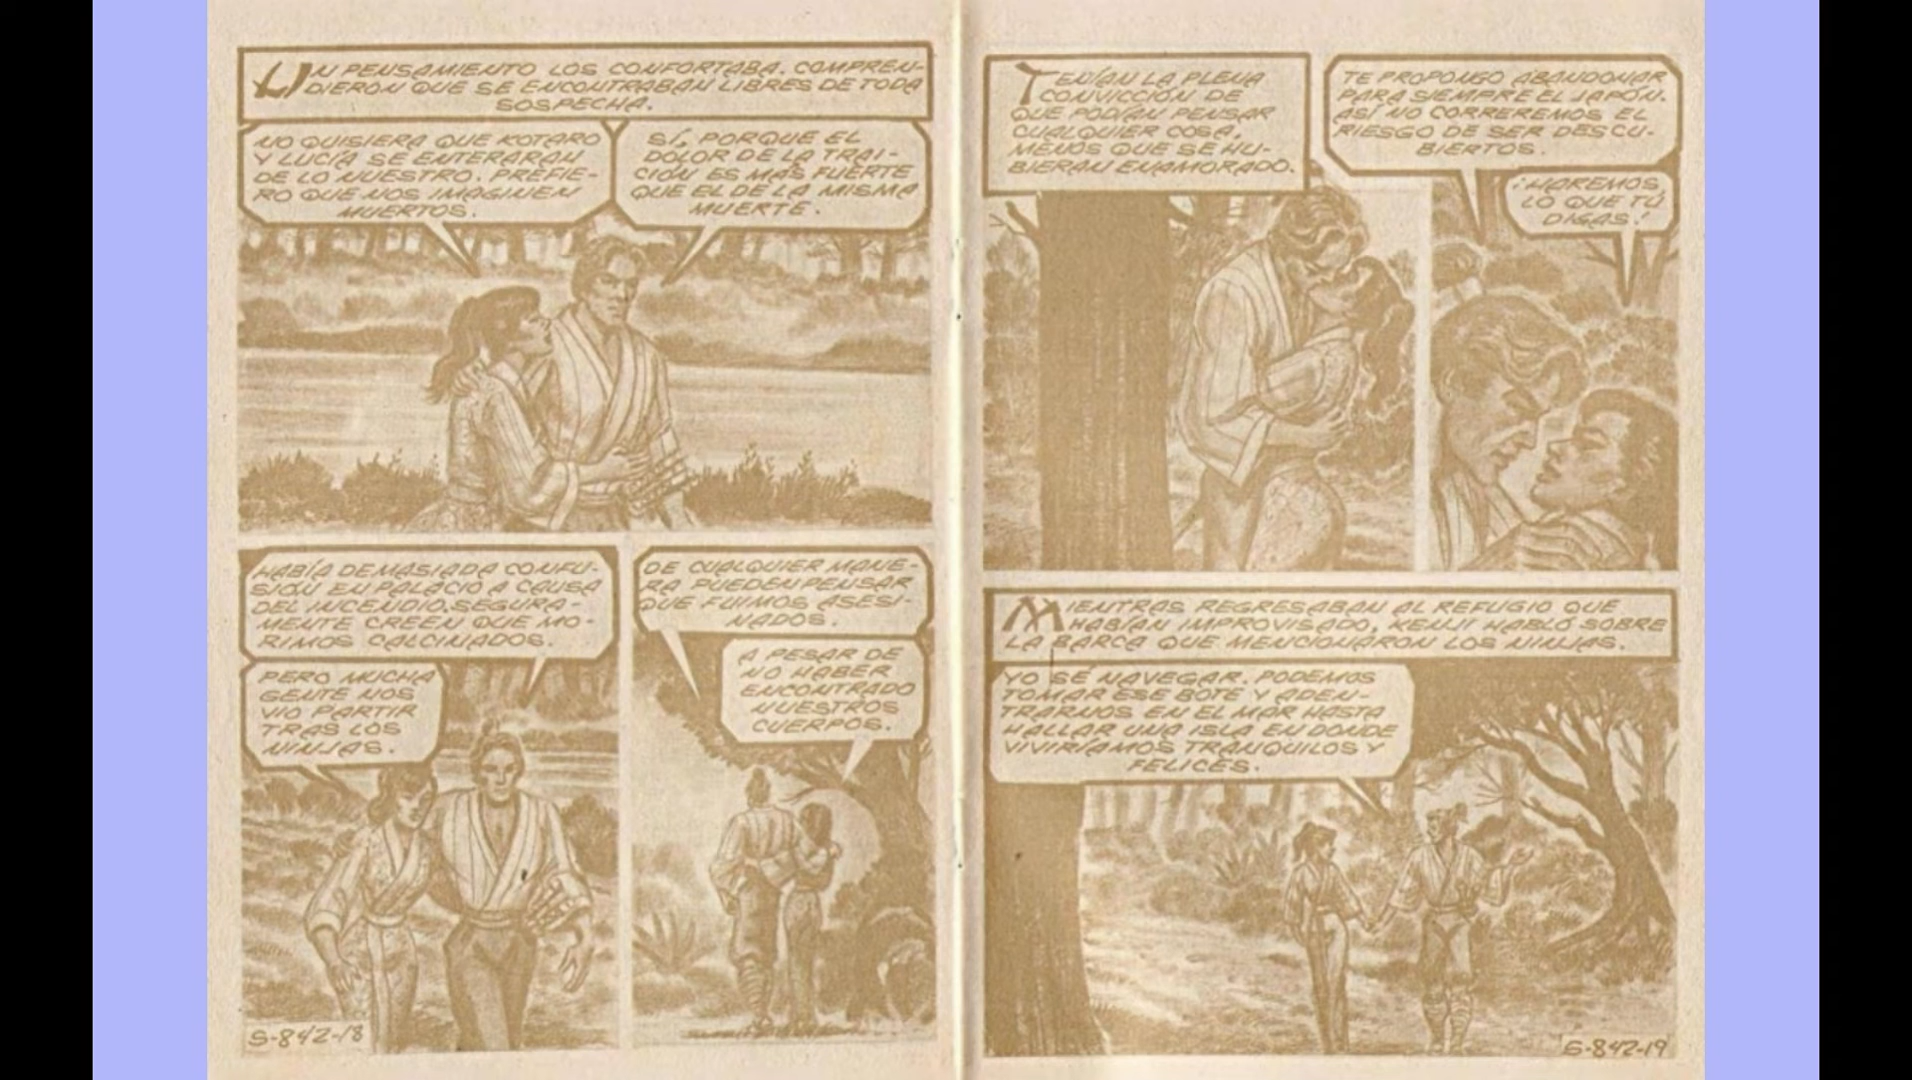 UN PENSAMIENTO LOS CONFORTABA. COMPREN-
DIERON QUE SE ENCONTRABAN LIBRES DE TODA
SOSPECHA.
NO QUISIERA QUE KOTARO
Y LUCÍA SE ENTERARAN
DE LO NUESTRO. PREFIE-
RO QUE NOS IMAGINEN
MUERTOS.
SÍ, PORQUE EL
DOLOR DE LA TRAI-
CIÓN ES MÁS FUERTE
QUE EL DE LA MISMA
MUERTE.
HABÍA DEMASIADA CONFU-
SIÓN EN PALACIO A CAUSA
DEL INCENDIO. SEGURA-
MENTE CREEN QUE MO-
RIMOS CALCINADOS.
PERO MUCHA
GENTE NOS
VIO PARTIR
TRAS LOS
NINJAS.
DE CUALQUIER MANE-
RA PUEDEN PENSAR
QUE FUIMOS ASESI-
NADOS.
A PESAR DE
NO HABER
ENCONTRADO
NUESTROS
CUERPOS.
S-842-18
TENÍAN LA PLENA
CONVICCIÓN DE
QUE PODÍAN PENSAR
CUALQUIER COSA,
MENOS QUE SE HU-
BIERAN ENAMORADO.
TE PROPONGO ABANDONAR
PARA SIEMPRE EL JAPÓN.
ASÍ NO CORREREMOS EL
RIESGO DE SER DESCU-
BIERTOS.
¡HAREMOS
LO QUE TÚ
DIGAS!
MIENTRAS REGRESABAN AL REFUGIO QUE
HABÍAN IMPROVISADO, KENJI HABLÓ SOBRE
LA BARCA QUE MENCIONARON LOS NINJAS.
YO SÉ NAVEGAR. PODEMOS
TOMAR ESE BOTE Y ADEN-
TRARNOS EN EL MAR HASTA
HALLAR UNA ISLA EN DONDE
VIVIRÍAMOS TRANQUILOS Y
FELICES.
S-842-19